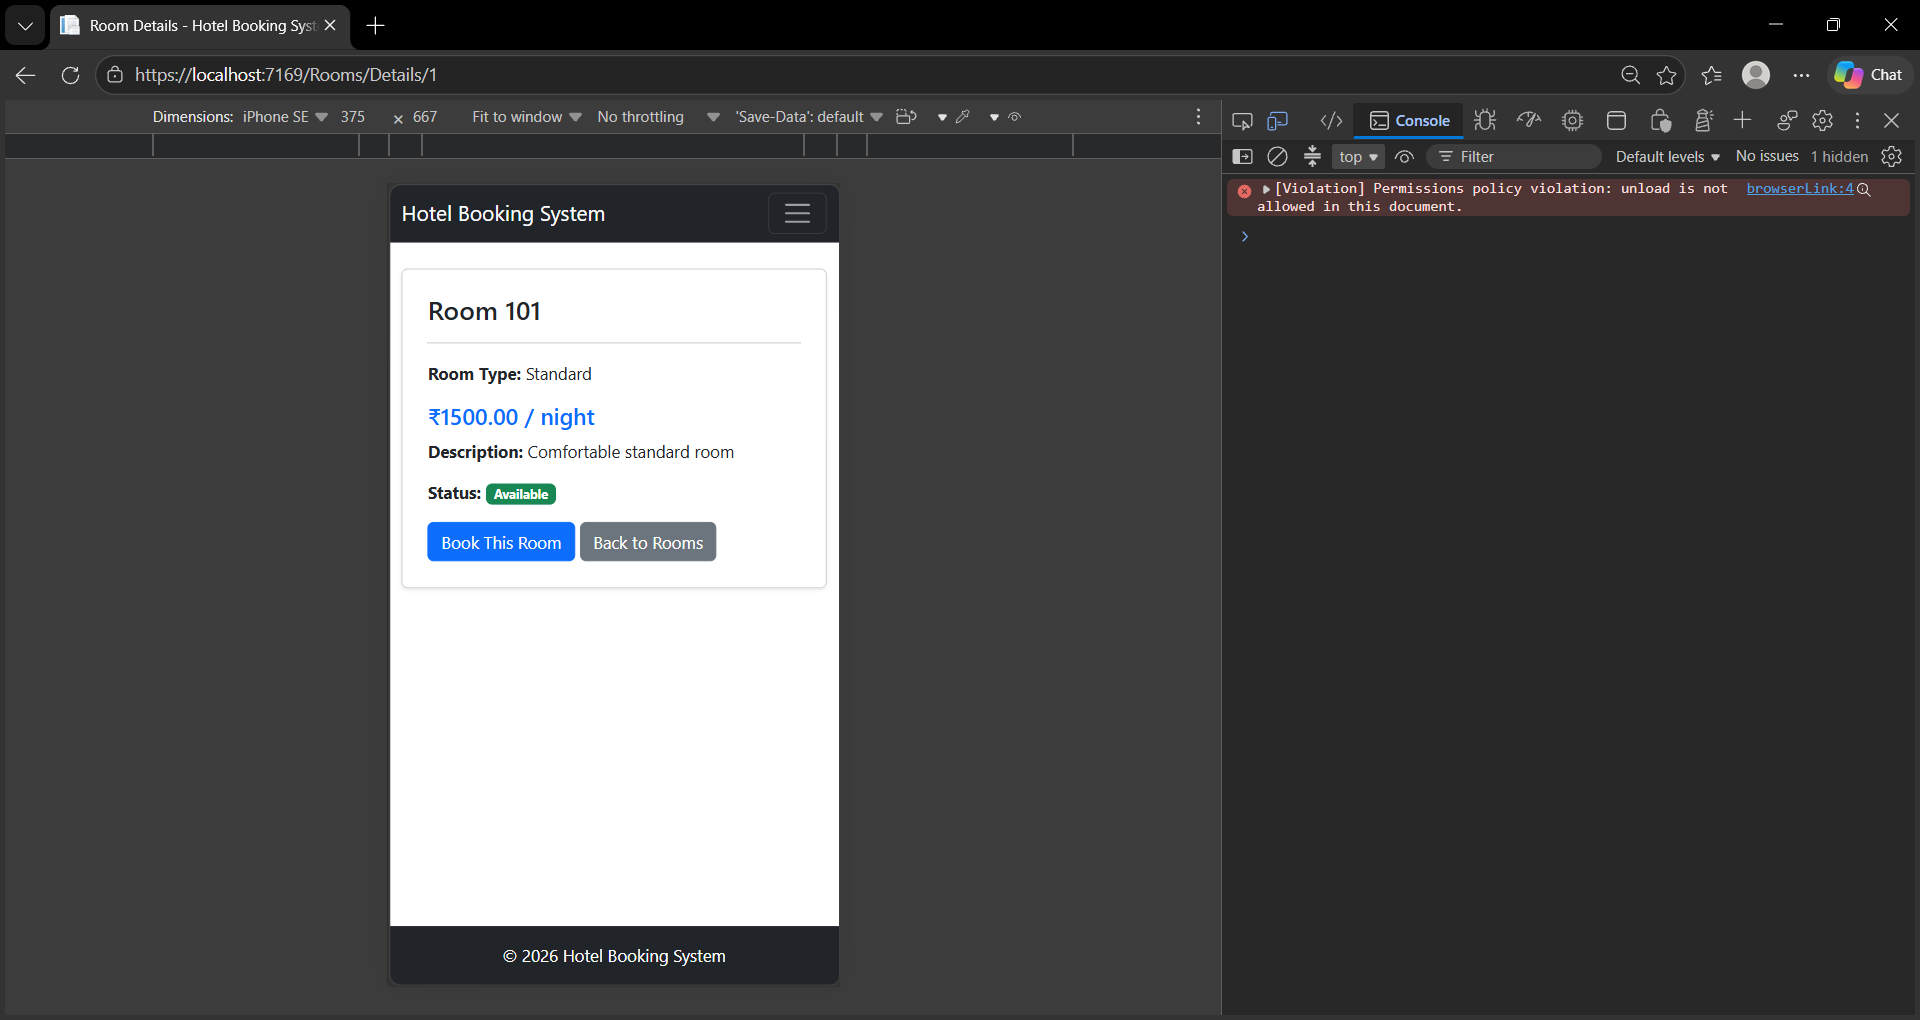 Room Details - Hotel Booking Syst
https://localhost:7169/Rooms/Details/1
Chat
Dimensions: iPhone SE 375 × 667 Fit to window No throttling 'Save-Data': default
Console
top Filter Default levels No issues 1 hidden
[Violation] Permissions policy violation: unload is not browserLink:4
allowed in this document.
Hotel Booking System
Room 101
Room Type: Standard
₹1500.00 / night
Description: Comfortable standard room
Status: Available
Book This Room Back to Rooms
© 2026 Hotel Booking System